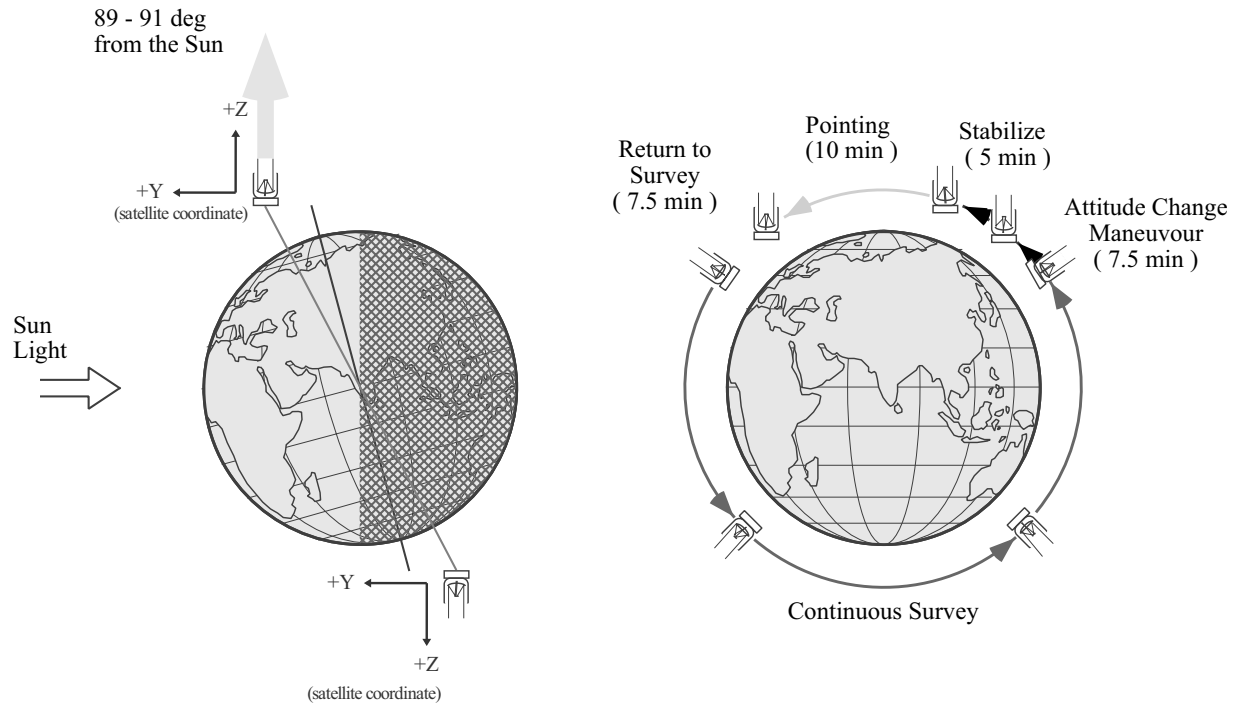 89 - 91 deg
from the Sun
+Z
+Y
(satellite coordinate)
Sun
Light
+Y
+Z
(satellite coordinate)
Pointing
(10 min )
Stabilize
( 5 min )
Return to
Survey
( 7.5 min )
Attitude Change
Maneuvour
( 7.5 min )
Continuous Survey